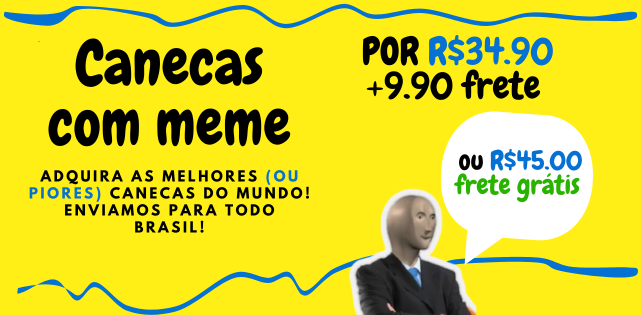 Canecas
com meme
ADQUIRA AS MELHORES (OU
PIORES) CANECAS DO MUNDO!
ENVIAMOS PARA TODO
BRASIL!
POR R$34.90
+9.90 frete
ou R$45.00
frete grátis